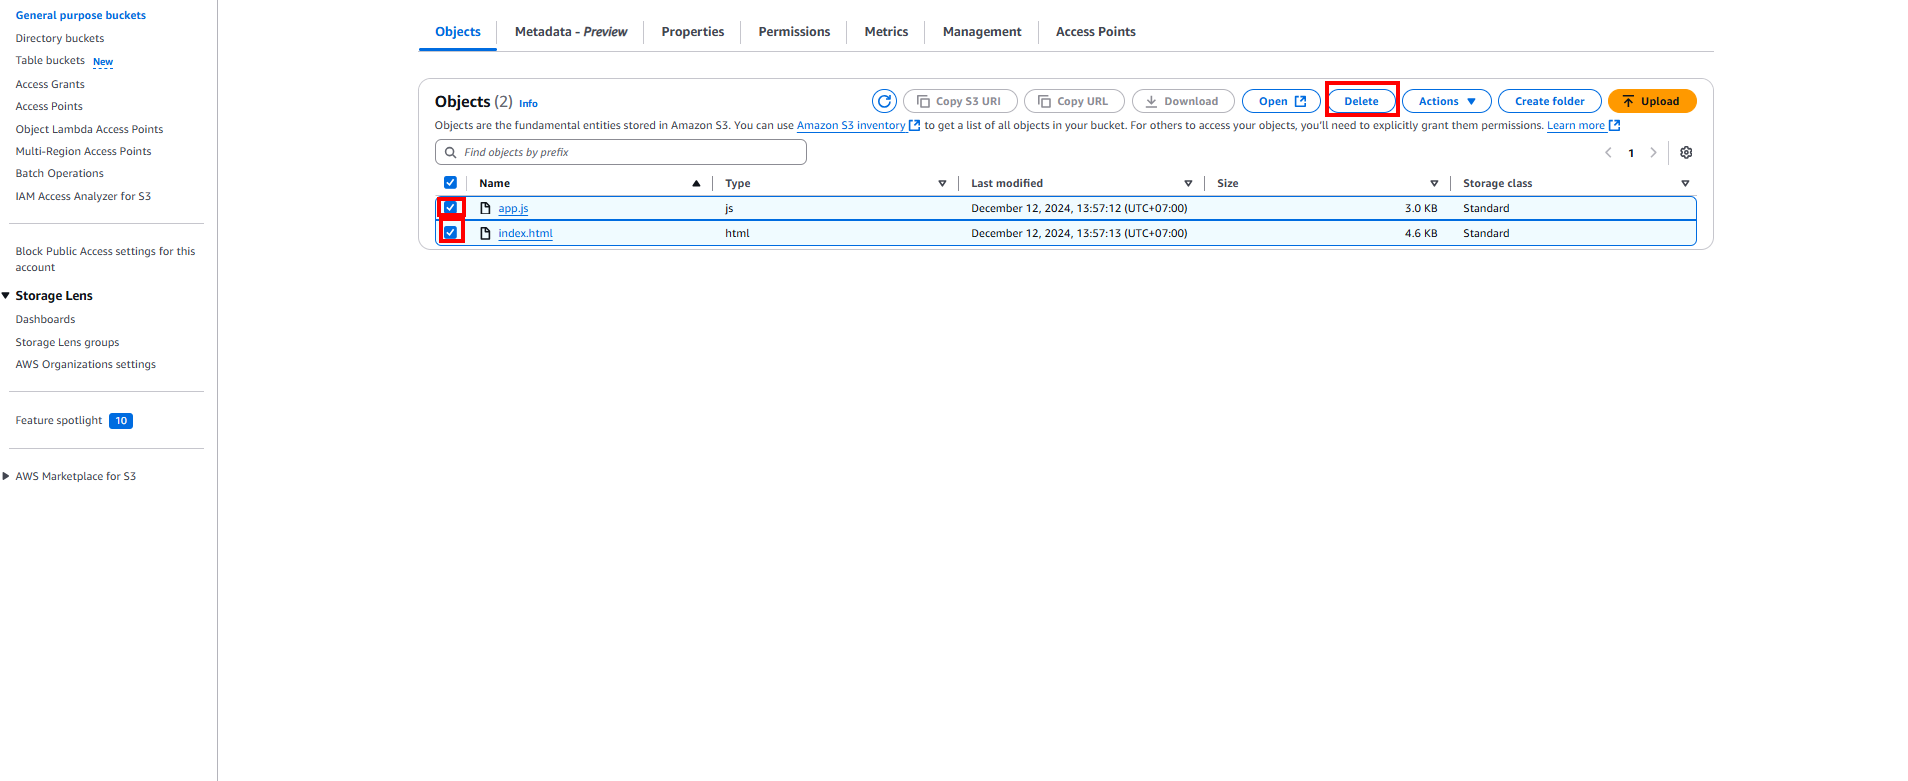 General purpose buckets
Directory buckets
Table buckets New
Access Grants
Access Points
Object Lambda Access Points
Multi-Region Access Points
Batch Operations
IAM Access Analyzer for S3
Block Public Access settings for this
account
Storage Lens
Dashboards
Storage Lens groups
AWS Organizations settings
Feature spotlight 10
AWS Marketplace for S3
Objects Metadata - Preview Properties Permissions Metrics Management Access Points
Objects (2) Info Copy S3 URI Copy URL Download Open Delete Actions Create folder Upload
Objects are the fundamental entities stored in Amazon S3. You can use Amazon S3 inventory to get a list of all objects in your bucket. For others to access your objects, you'll need to explicitly grant them permissions. Learn more
Find objects by prefix 1
Name Type Last modified Size Storage class
app.js js December 12, 2024, 13:57:12 (UTC+07:00) 3.0 KB Standard
index.html html December 12, 2024, 13:57:13 (UTC+07:00) 4.6 KB Standard